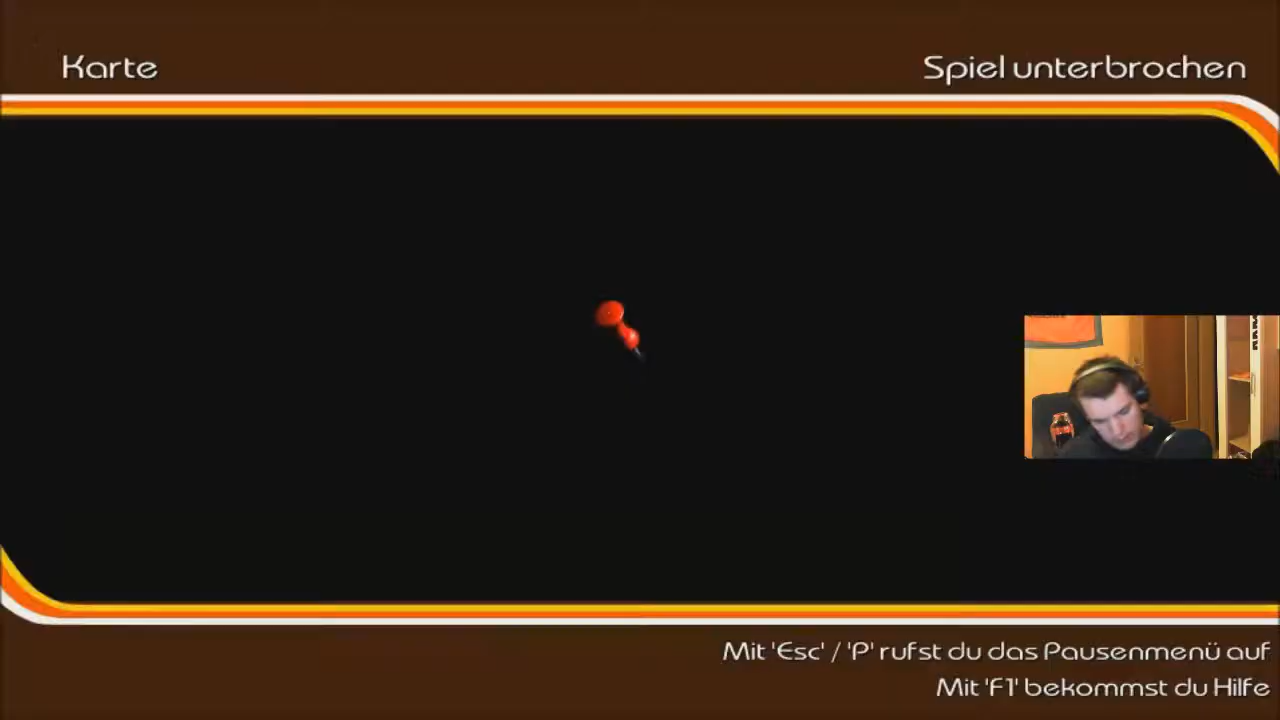 Karte
Spiel unterbrochen
Mit 'Esc' / 'P' rufst du das Pausenmenü auf
Mit 'F1' bekommst du Hilfe